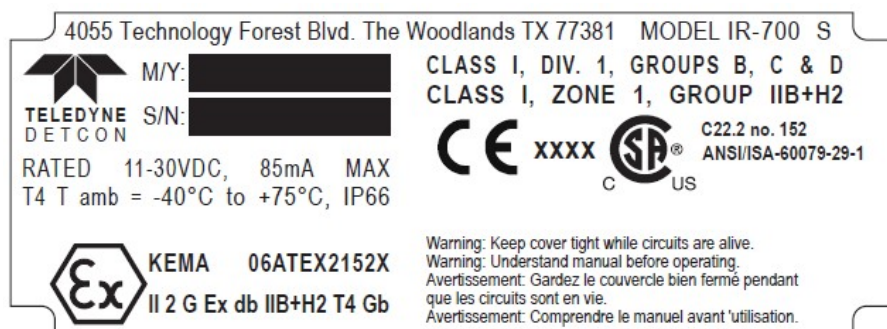 4055 Technology Forest Blvd. The Woodlands TX 77381 MODEL IR-700 S
TELEDYNE
DETCON
M/Y:
S/N:
RATED 11-30VDC, 85mA MAX
T4 T amb = -40°C to +75°C, IP66
Ex
KEMA 06ATEX2152X
II 2 G Ex db IIB+H2 T4 Gb
CLASS I, DIV. 1, GROUPS B, C & D
CLASS I, ZONE 1, GROUP IIB+H2
CE XXXX
C SA ® US
C22.2 no. 152
ANSI/ISA-60079-29-1
Warning: Keep cover tight while circuits are alive.
Warning: Understand manual before operating.
Avertissement: Gardez le couvercle bien fermé pendant
que les circuits sont en vie.
Avertissement: Comprendre le manuel avant 'utilisation.